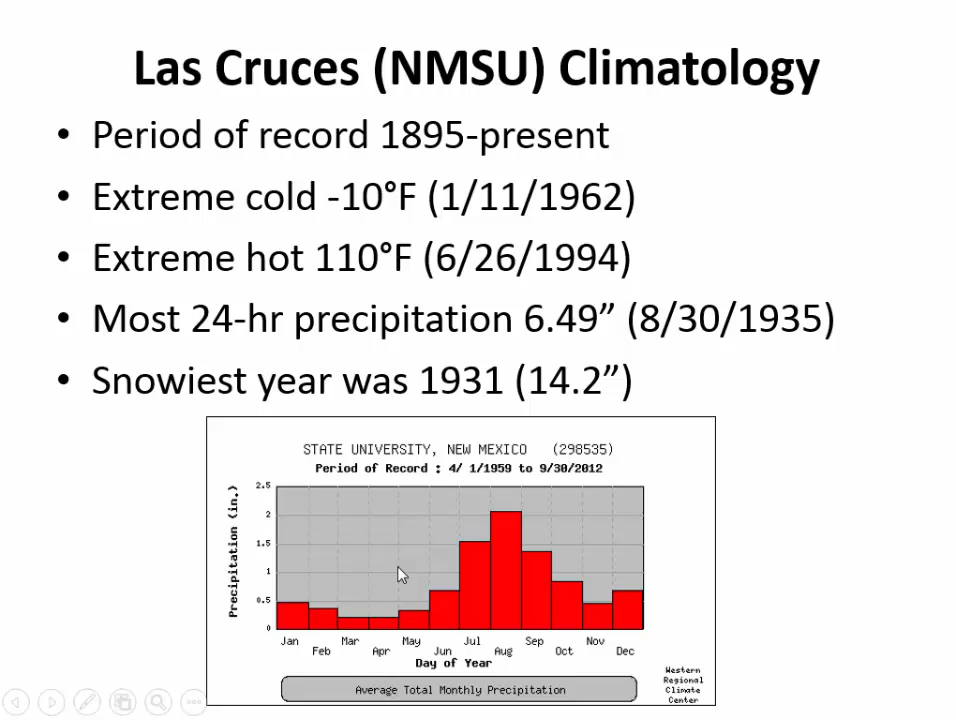 Las Cruces (NMSU) Climatology
• Period of record 1895-present
• Extreme cold -10°F (1/11/1962)
• Extreme hot 110°F (6/26/1994)
• Most 24-hr precipitation 6.49” (8/30/1935)
• Snowiest year was 1931 (14.2”)
STATE UNIVERSITY, NEW MEXICO (298535)
Period of Record : 4/ 1/1959 to 9/30/2012
Precipitation (in.)
2.5
2
1.5
1
0.5
0
Jan Mar May Jul Sep Nov
Feb Apr Jun Aug Oct Dec
Day of Year
Average Total Monthly Precipitation
Western
Regional
Climate
Center